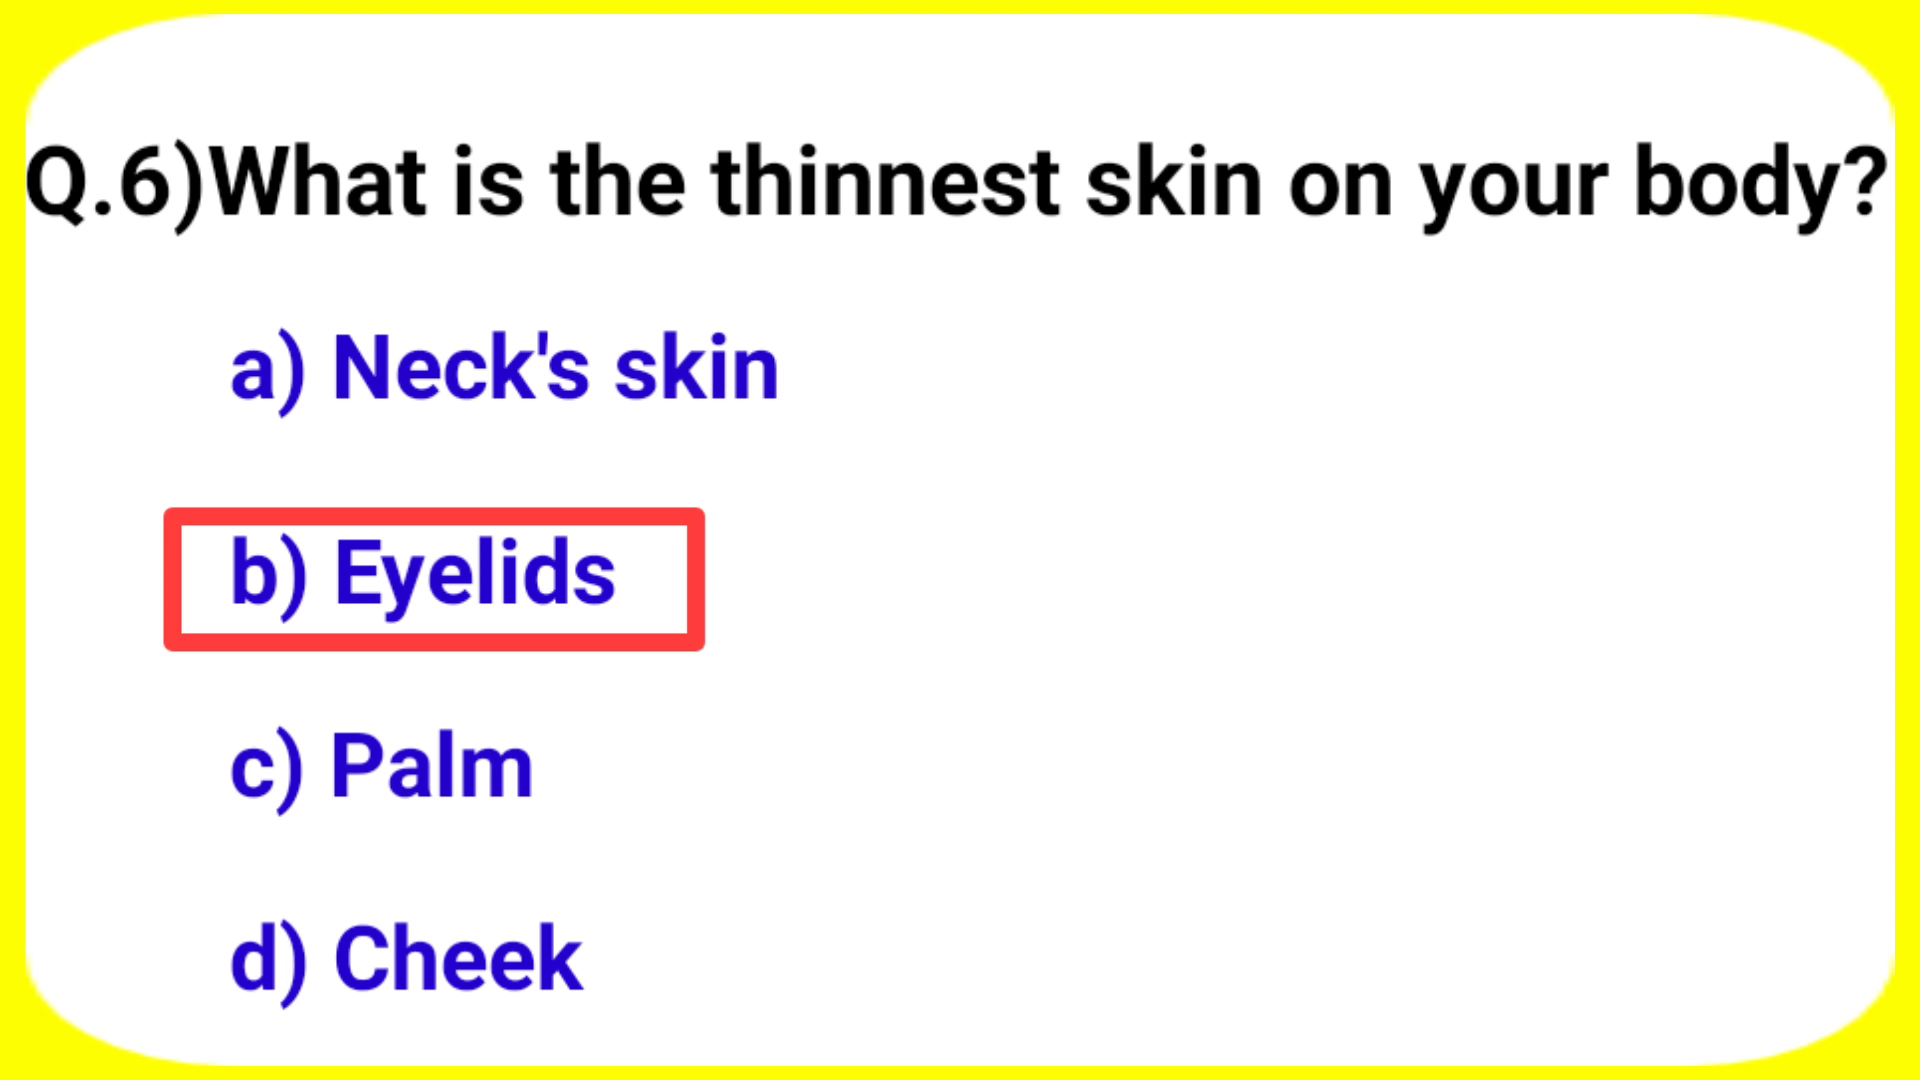 Q.6)What is the thinnest skin on your body?
a) Neck's skin
b) Eyelids
c) Palm
d) Cheek